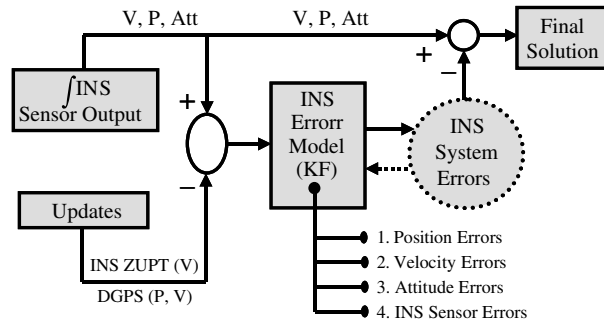 V, P, Att
V, P, Att
Final
Solution
+
−
∫INS
Sensor Output
+
−
INS
Errorr
Model
(KF)
INS
System
Errors
Updates
INS ZUPT (V)
DGPS (P, V)
1. Position Errors
2. Velocity Errors
3. Attitude Errors
4. INS Sensor Errors